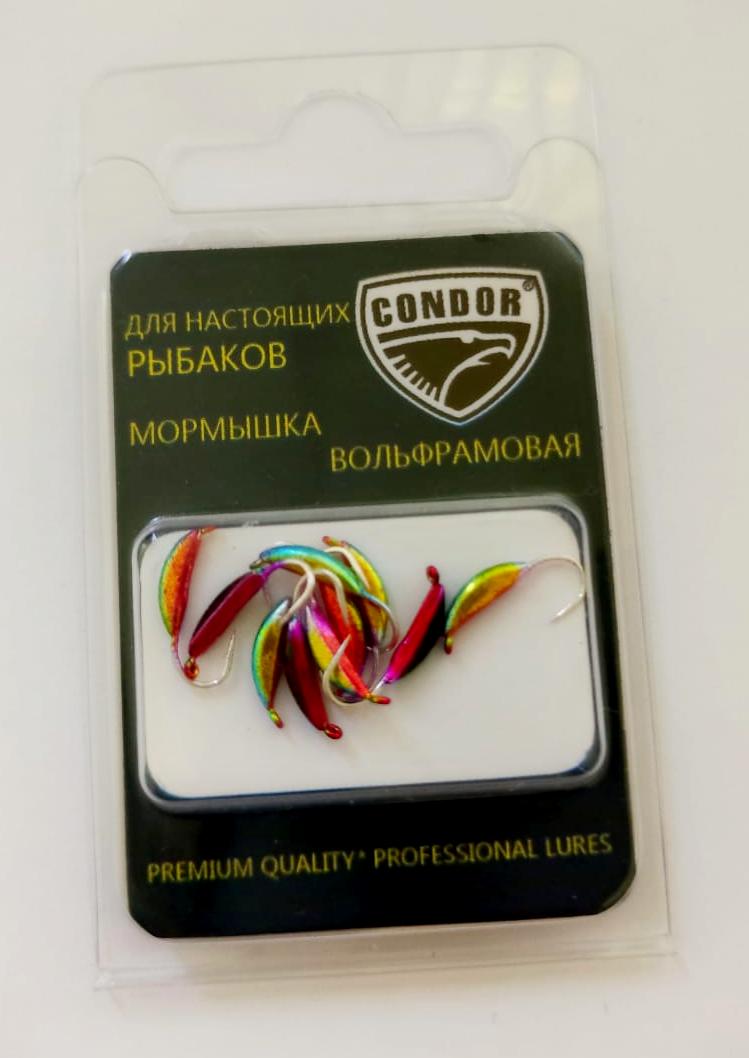 CONDOR®
ДЛЯ НАСТОЯЩИХ
РЫБАКОВ
МОРМЫШКА
ВОЛЬФРАМОВАЯ
PREMIUM QUALITY* PROFESSIONAL LURES